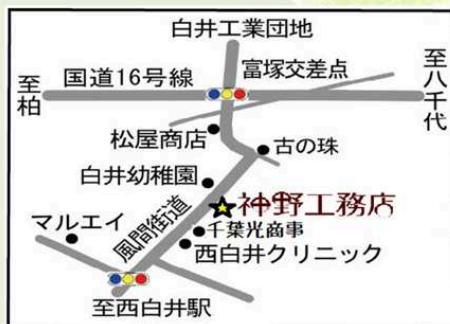 白井工業団地
国道16号線
富塚交差点
至柏
至八千代
松屋商店
古の珠
白井幼稚園
神野工務店
マルエイ
風間街道
千葉光商事
西白井クリニック
至西白井駅